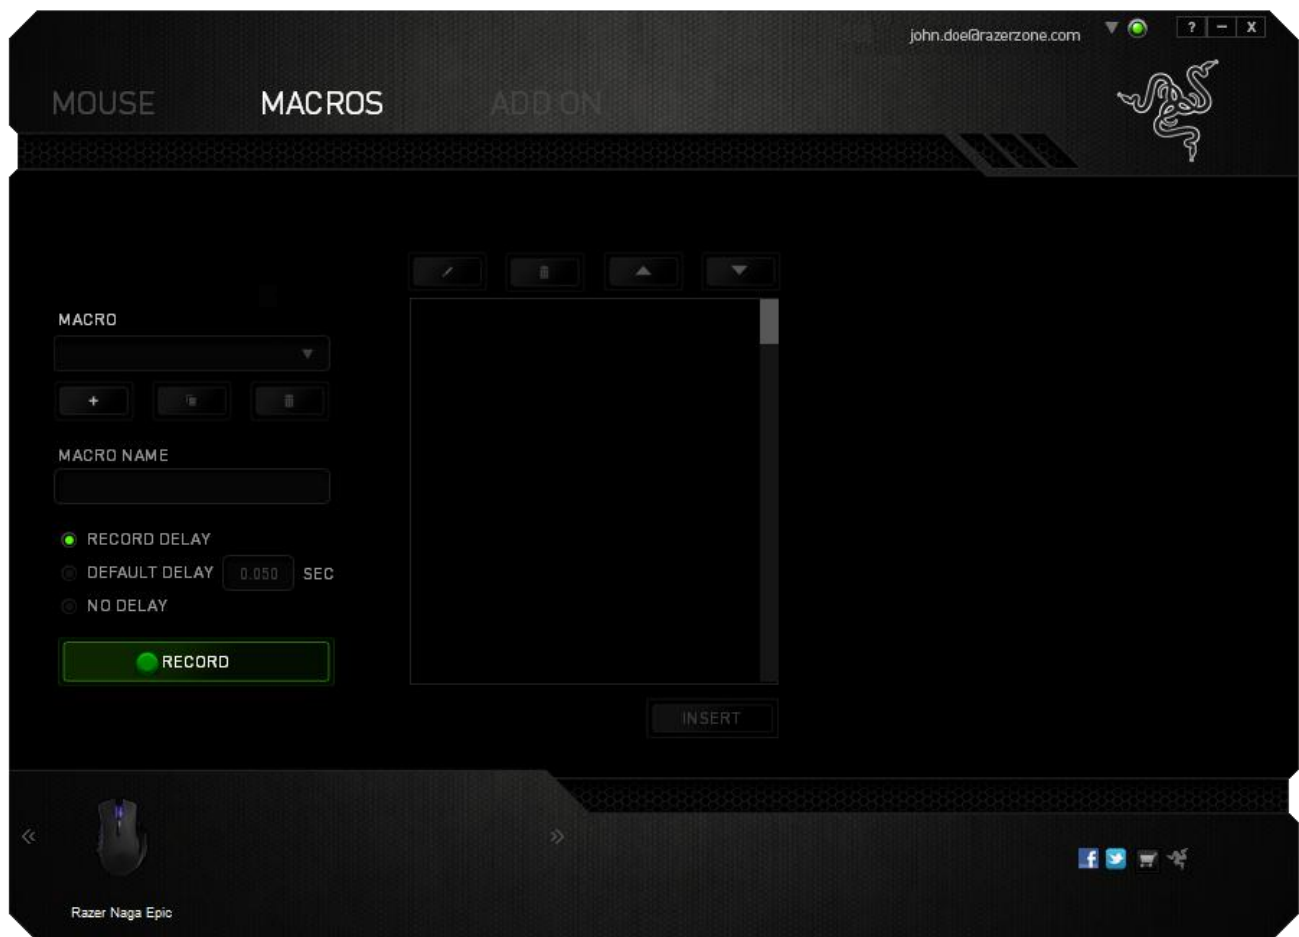 john.doe@razerzone.com
? – X
MOUSE MACROS ADD ON
MACRO
+
MACRO NAME
RECORD DELAY
DEFAULT DELAY 0.050 SEC
NO DELAY
RECORD
INSERT
Razer Naga Epic